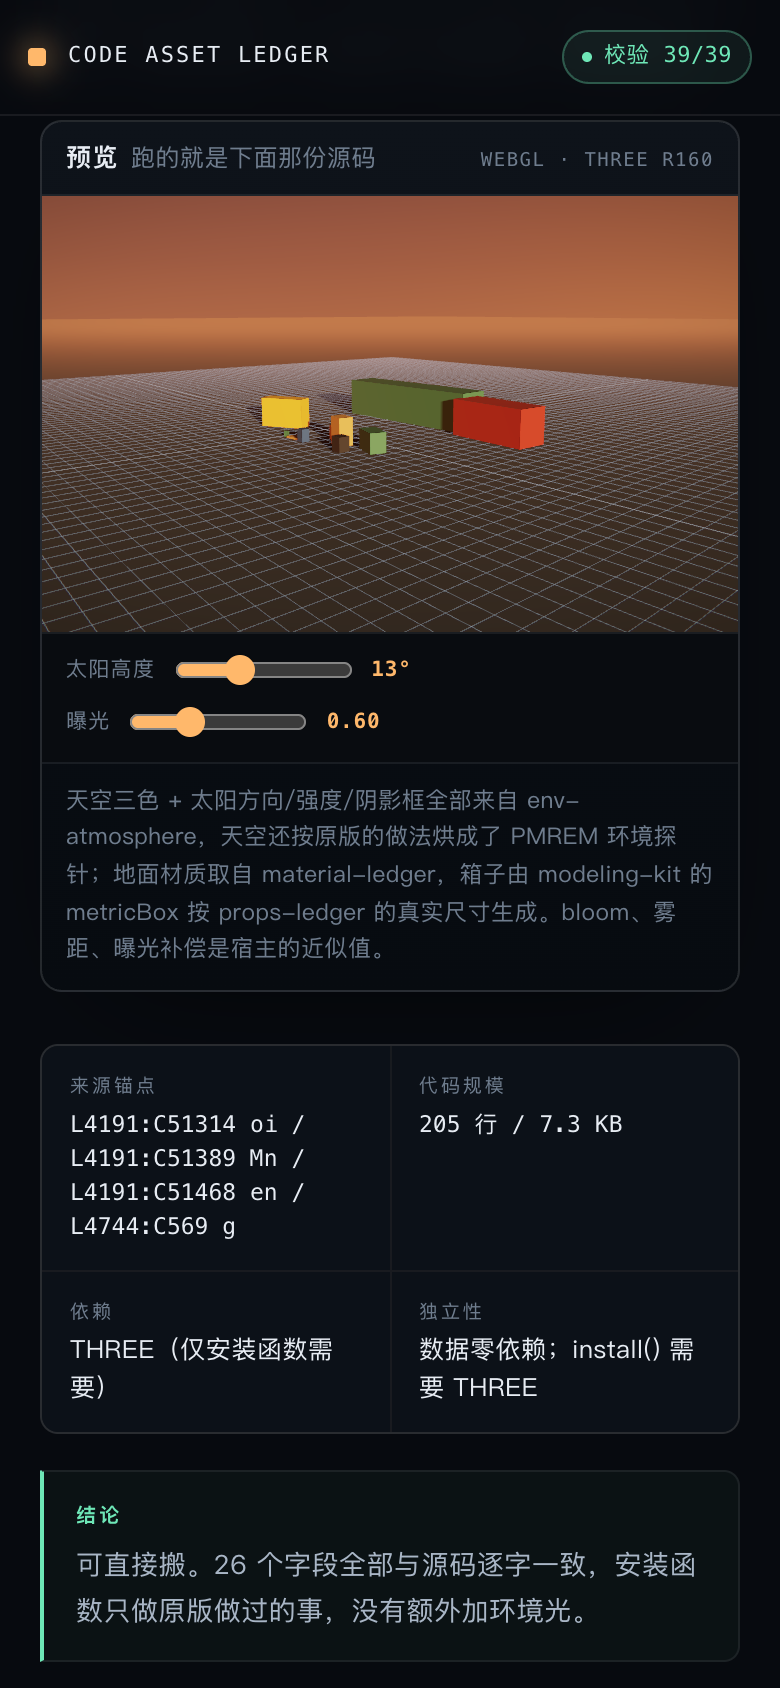 CODE ASSET LEDGER
校验 39/39
预览 跑的就是下面那份源码
WEBGL · THREE R160
太阳高度 13°
曝光 0.60
天空三色 + 太阳方向/强度/阴影框全部来自 env-
atmosphere，天空还按原版的做法烘成了 PMREM 环境探
针；地面材质取自 material-ledger，箱子由 modeling-kit 的
metricBox 按 props-ledger 的真实尺寸生成。bloom、雾
距、曝光补偿是宿主的近似值。
来源锚点
L4191:C51314 oi /
L4191:C51389 Mn /
L4191:C51468 en /
L4744:C569 g
代码规模
205 行 / 7.3 KB
依赖
THREE（仅安装函数需
要）
独立性
数据零依赖；install() 需
要 THREE
结论
可直接搬。26 个字段全部与源码逐字一致，安装函
数只做原版做过的事，没有额外加环境光。